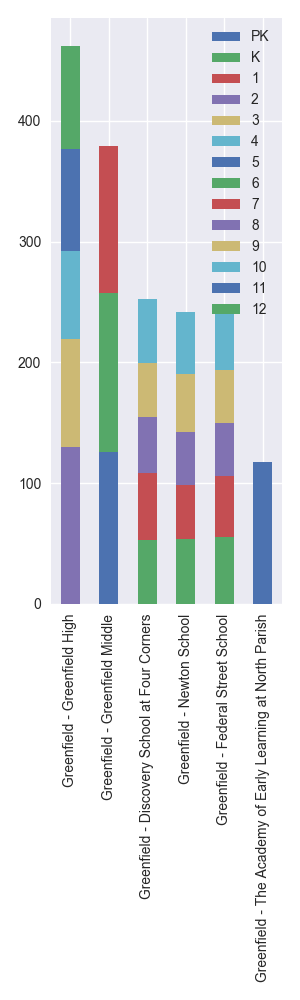 PK
K
1
2
3
4
5
6
7
8
9
10
11
12
400
300
200
100
0
Greenfield - Greenfield High
Greenfield - Greenfield Middle
Greenfield - Discovery School at Four Corners
Greenfield - Newton School
Greenfield - Federal Street School
Greenfield - The Academy of Early Learning at North Parish